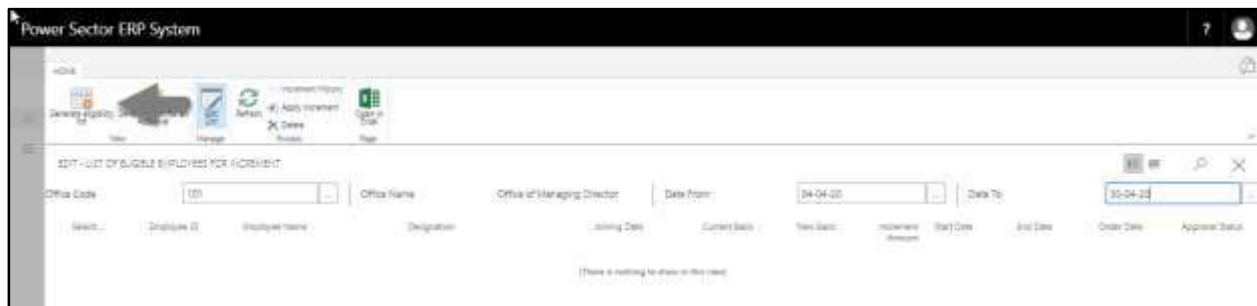 Power Sector ERP System ?
HOME
Generate eligibility list
Refresh
Increment History
Apply Increment
Delete
Open in Excel
View Manage Process Page
EDIT - LIST OF ELIGIBLE EMPLOYEES FOR INCREMENT
Office Code 101 ... Office Name Office of Managing Director Date From 04-04-20 ... Date To 30-04-20 ...
Select... Employee ID Employee Name Designation Joining Date Current Basic New Basic Increment Amount Start Date End Date Order Date Approval Status
(There is nothing to show in this view)